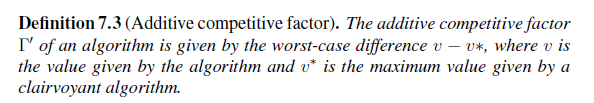 Definition 7.3 (Additive competitive factor). The additive competitive factor
Γ′ of an algorithm is given by the worst-case difference v − v∗, where v is
the value given by the algorithm and v* is the maximum value given by a
clairvoyant algorithm.